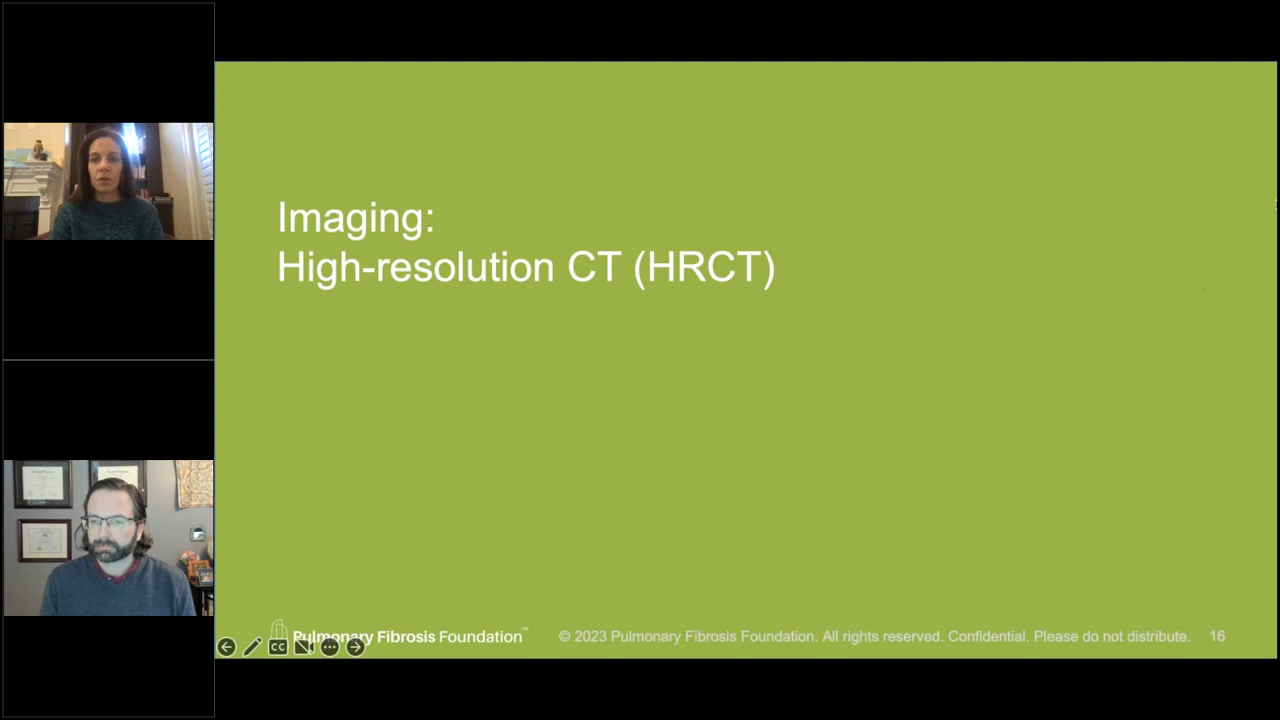 Imaging:
High-resolution CT (HRCT)
Pulmonary Fibrosis Foundation™
© 2023 Pulmonary Fibrosis Foundation. All rights reserved. Confidential. Please do not distribute.
16
CC